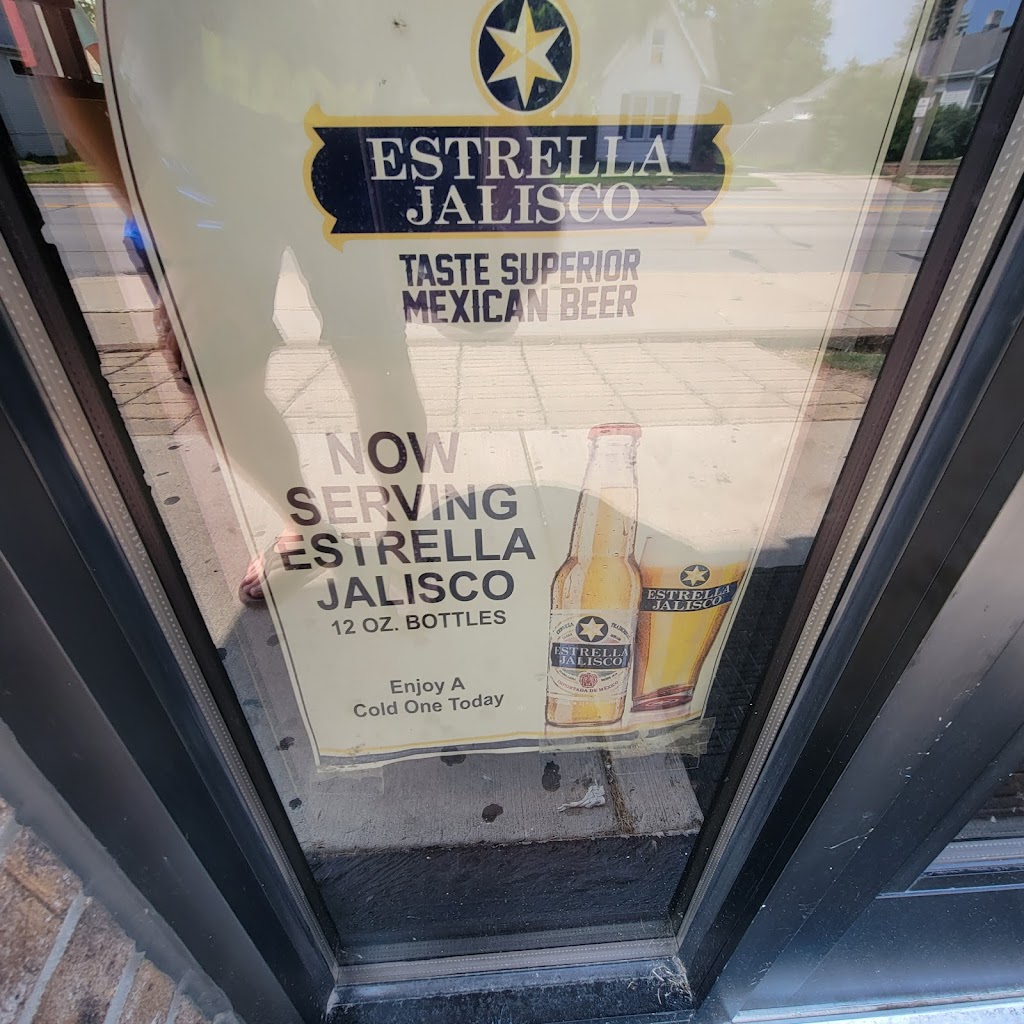 ESTRELLA
JALISCO
TASTE SUPERIOR
MEXICAN BEER
NOW
SERVING
ESTRELLA
JALISCO
12 OZ. BOTTLES
Enjoy A
Cold One Today
ESTRELLA
JALISCO
ESTRELLA
JALISCO